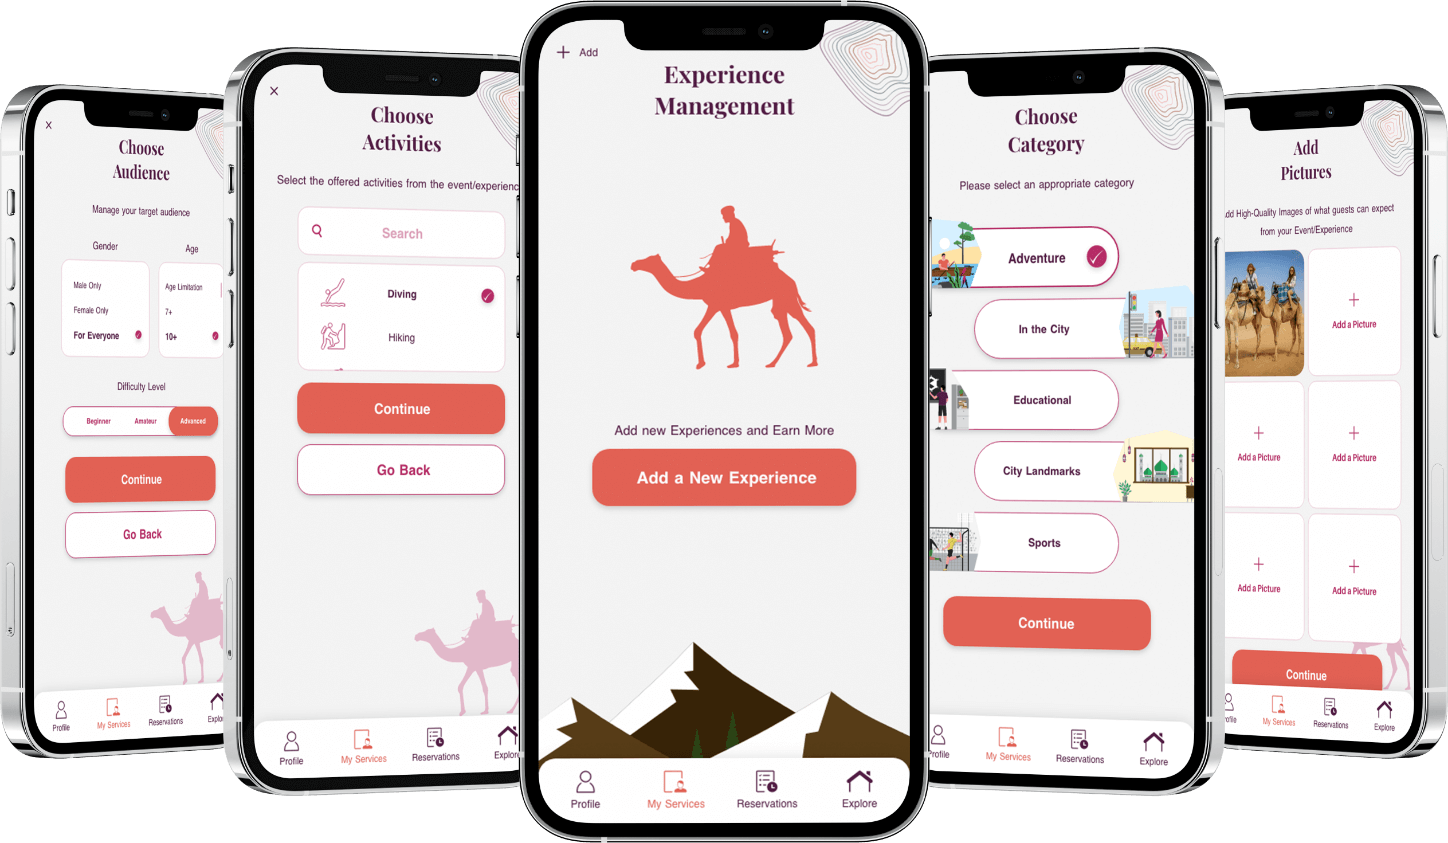 Choose
Audience
Manage your target audience
Gender
Age
Male Only
Female Only
For Everyone
Age Limitation
7+
10+
Difficulty Level
Beginner
Amateur
Advanced
Continue
Go Back
Profile
My Services
Reservations
Explo
Choose
Activities
Select the offered activities from the event/experienc
Search
Diving
Hiking
Continue
Go Back
Profile
My Services
Reservations
Explor
Add
Experience
Management
Add new Experiences and Earn More
Add a New Experience
Profile
My Services
Reservations
Explore
Choose
Category
Please select an appropriate category
Adventure
In the City
Educational
City Landmarks
Sports
Continue
rofile
My Services
Reservations
Explore
Add
Pictures
dd High-Quality Images of what guests can expect
from your Event/Experience
Add a Picture
Add a Picture
Add a Picture
Add a Picture
Add a Picture
Continue
ofile
My Services
Reservations
Explore